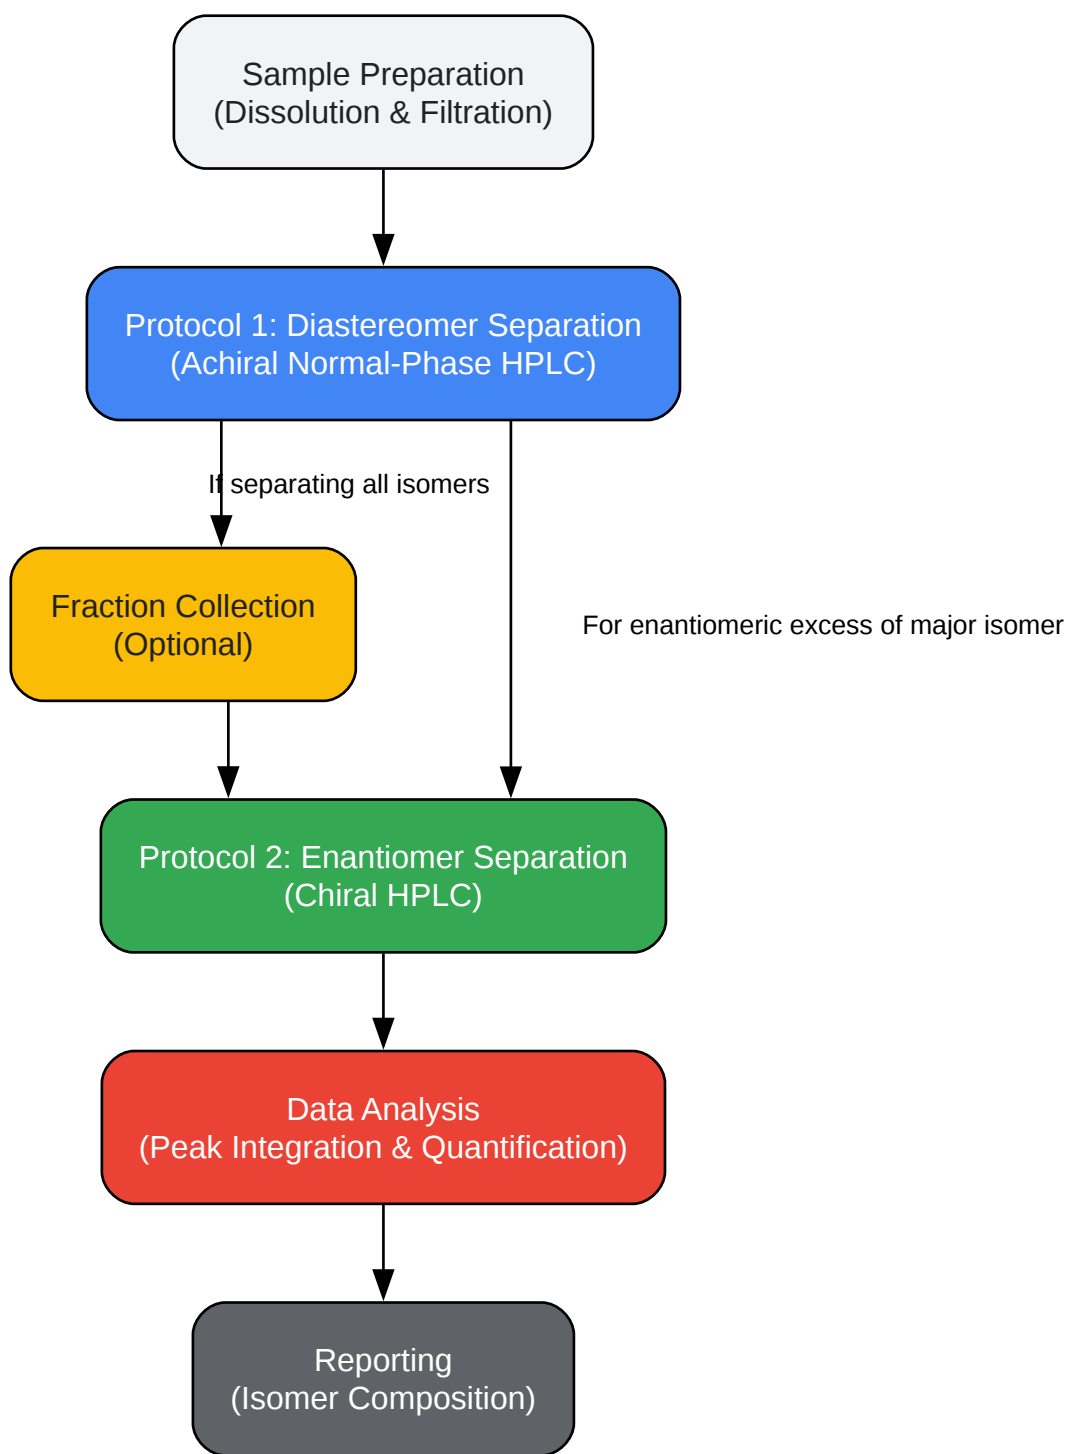 Sample Preparation
(Dissolution & Filtration)
Protocol 1: Diastereomer Separation
(Achiral Normal-Phase HPLC)
If separating all isomers
Fraction Collection
(Optional)
For enantiomeric excess of major isomer
Protocol 2: Enantiomer Separation
(Chiral HPLC)
Data Analysis
(Peak Integration & Quantification)
Reporting
(Isomer Composition)